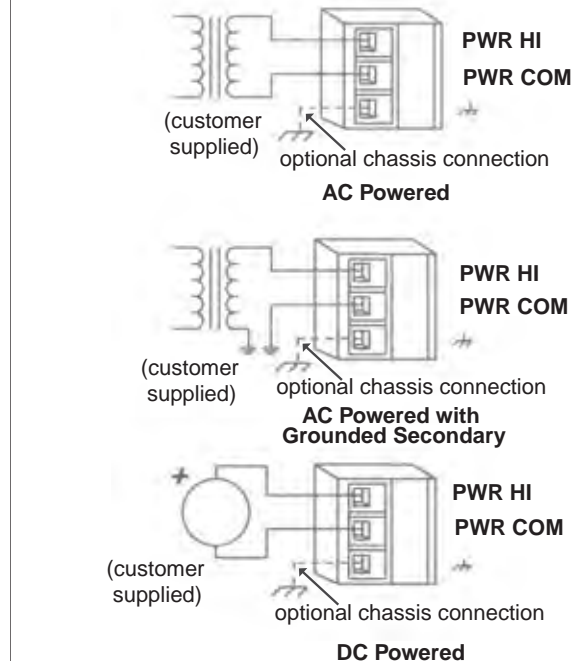 PWR HI
PWR COM
(customer
supplied)
optional chassis connection
AC Powered
PWR HI
PWR COM
(customer
supplied)
optional chassis connection
AC Powered with
Grounded Secondary
+
PWR HI
PWR COM
(customer
supplied)
optional chassis connection
DC Powered